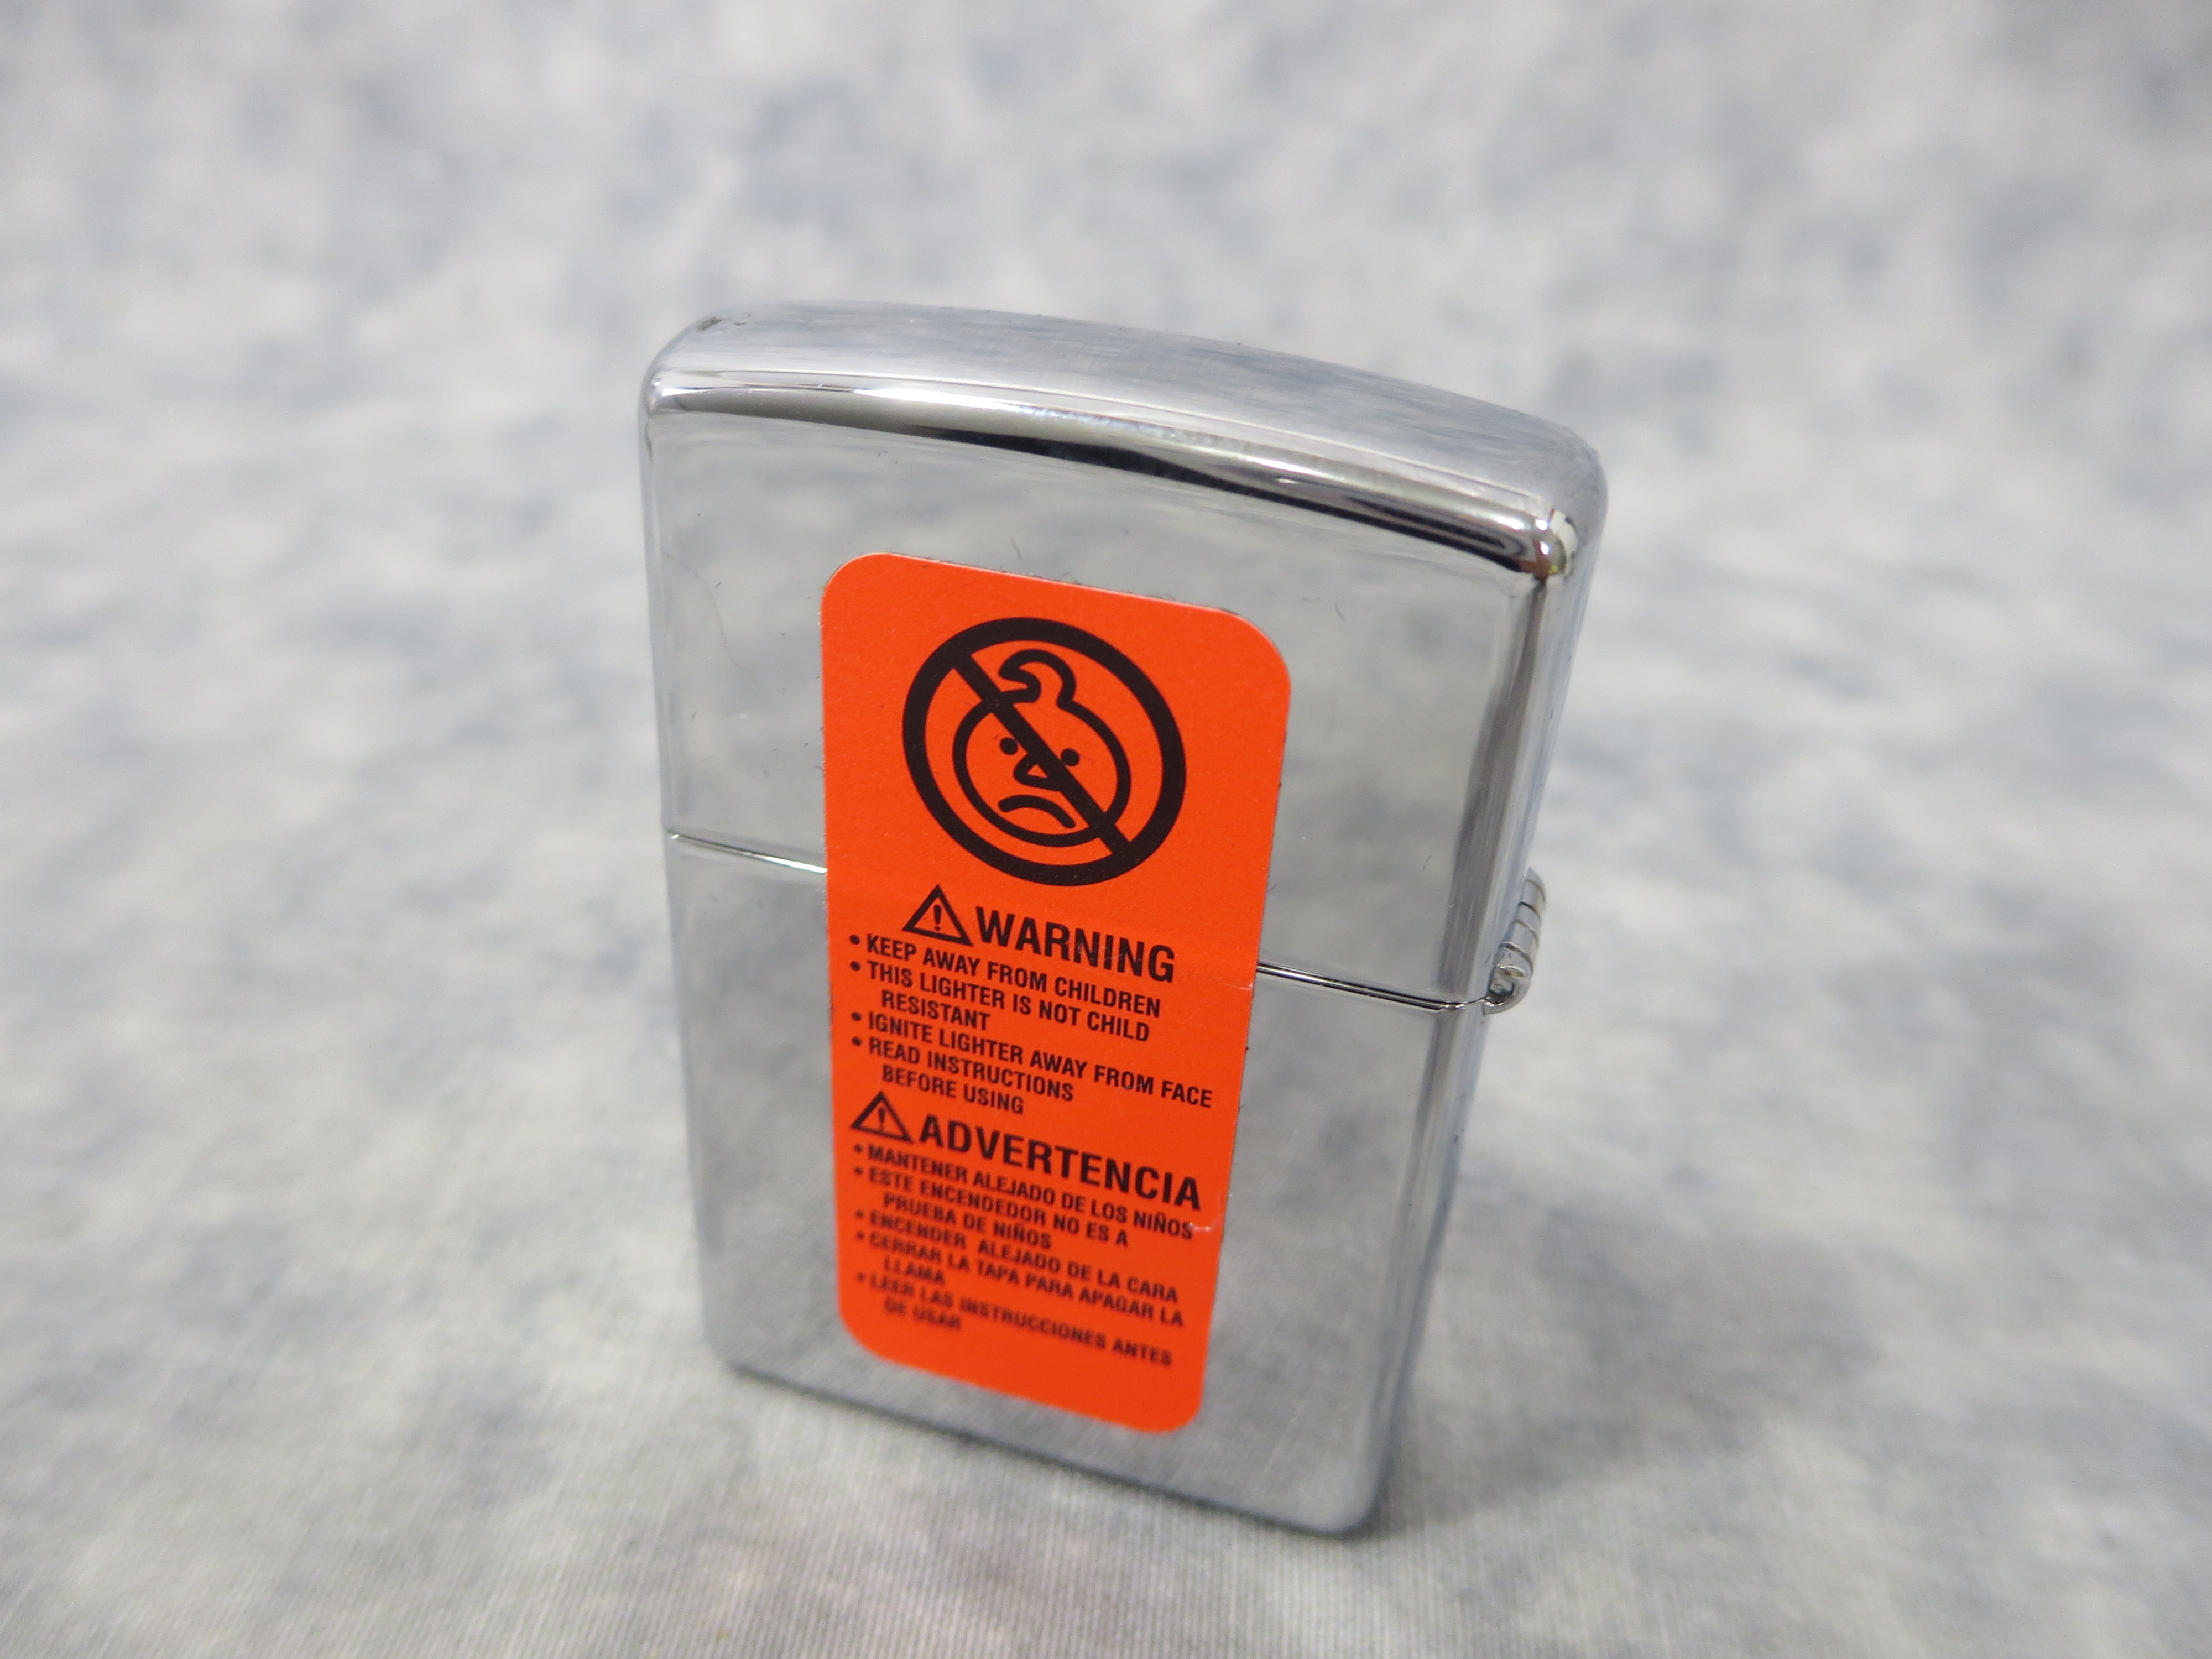 WARNING
• KEEP AWAY FROM CHILDREN
• THIS LIGHTER IS NOT CHILD
RESISTANT
• IGNITE LIGHTER AWAY FROM FACE
• READ INSTRUCTIONS
BEFORE USING
ADVERTENCIA
• MANTENER ALEJADO DE LOS NIÑOS
• ESTE ENCENDEDOR NO ES A
PRUEBA DE NIÑOS
• ENCENDER ALEJADO DE LA CARA
• CERRAR LA TAPA PARA APAGAR LA
LLAMA
• LEER LAS INSTRUCCIONES ANTES
DE USAR